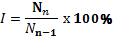 I = Nₙ / Nₙ₋₁ x 100%